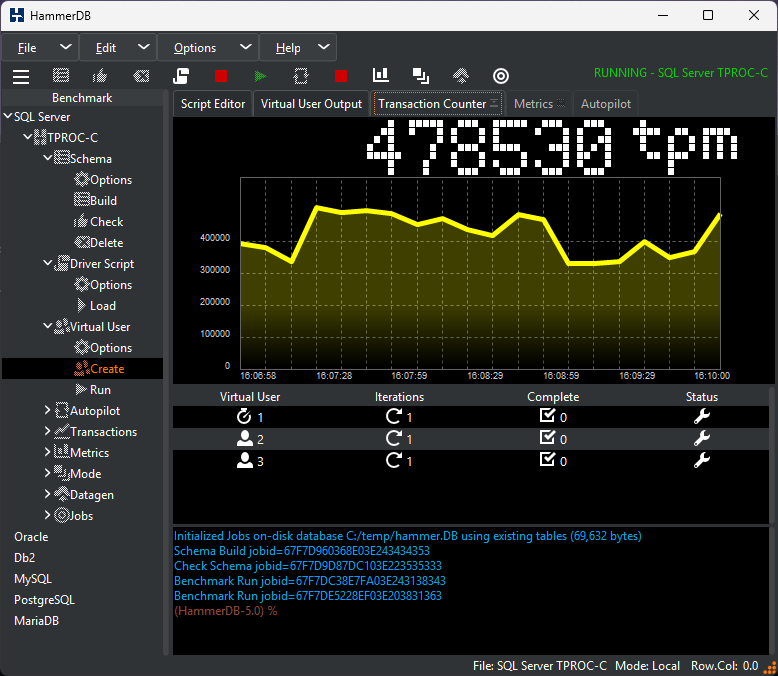 HammerDB
File Edit Options Help
RUNNING - SQL Server TPROC-C
Benchmark
SQL Server
TPROC-C
Schema
Options
Build
Check
Delete
Driver Script
Options
Load
Virtual User
Options
Create
Run
Autopilot
Transactions
Metrics
Mode
Datagen
Jobs
Oracle
Db2
MySQL
PostgreSQL
MariaDB
Script Editor Virtual User Output Transaction Counter Metrics Autopilot
478530 tpm
400000
300000
200000
100000
0
16:06:58 16:07:28 16:07:59 16:08:29 16:08:59 16:09:29 16:10:00
Virtual User Iterations Complete Status
1 1 0
2 1 0
3 1 0
Initialized Jobs on-disk database C:/temp/hammer.DB using existing tables (69,632 bytes)
Schema Build jobid=67F7D960368E03E243434353
Check Schema jobid=67F7D9D87DC103E223535333
Benchmark Run jobid=67F7DC38E7FA03E243138343
Benchmark Run jobid=67F7DE5228EF03E203831363
(HammerDB-5.0) %
File: SQL Server TPROC-C Mode: Local Row.Col: 0.0